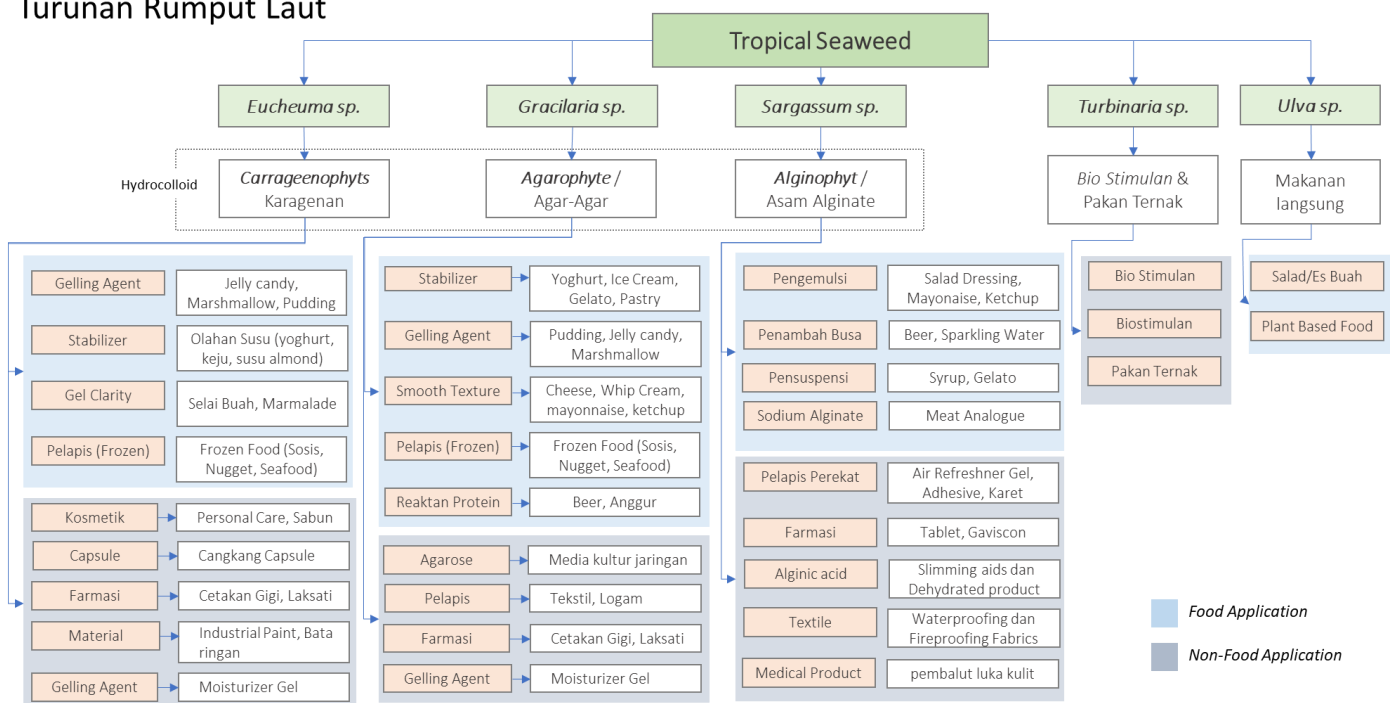 Turunan Rumput Laut
Tropical Seaweed
Eucheuma sp.
Gracilaria sp.
Sargassum sp.
Turbinaria sp.
Ulva sp.
Hydrocolloid
Carrageenophyts
Karagenan
Agarophyte /
Agar-Agar
Alginophyt /
Asam Alginate
Bio Stimulan &
Pakan Ternak
Makanan
langsung
Gelling Agent
Jelly candy,
Marshmallow, Pudding
Stabilizer
Olahan Susu (yoghurt,
keju, susu almond)
Gel Clarity
Selai Buah, Marmalade
Pelapis (Frozen)
Frozen Food (Sosis,
Nugget, Seafood)
Kosmetik
Personal Care, Sabun
Capsule
Cangkang Capsule
Farmasi
Cetakan Gigi, Laksati
Material
Industrial Paint, Bata
ringan
Gelling Agent
Moisturizer Gel
Stabilizer
Yoghurt, Ice Cream,
Gelato, Pastry
Gelling Agent
Pudding, Jelly candy,
Marshmallow
Smooth Texture
Cheese, Whip Cream,
mayonnaise, ketchup
Pelapis (Frozen)
Frozen Food (Sosis,
Nugget, Seafood)
Reaktan Protein
Beer, Anggur
Agarose
Media kultur jaringan
Pelapis
Tekstil, Logam
Farmasi
Cetakan Gigi, Laksati
Gelling Agent
Moisturizer Gel
Pengemulsi
Salad Dressing,
Mayonaise, Ketchup
Penambah Busa
Beer, Sparkling Water
Pensuspensi
Syrup, Gelato
Sodium Alginate
Meat Analogue
Pelapis Perekat
Air Refreshner Gel,
Adhesive, Karet
Farmasi
Tablet, Gaviscon
Alginic acid
Slimming aids dan
Dehydrated product
Textile
Waterproofing dan
Fireproofing Fabrics
Medical Product
pembalut luka kulit
Bio Stimulan
Biostimulan
Pakan Ternak
Salad/Es Buah
Plant Based Food
Food Application
Non-Food Application